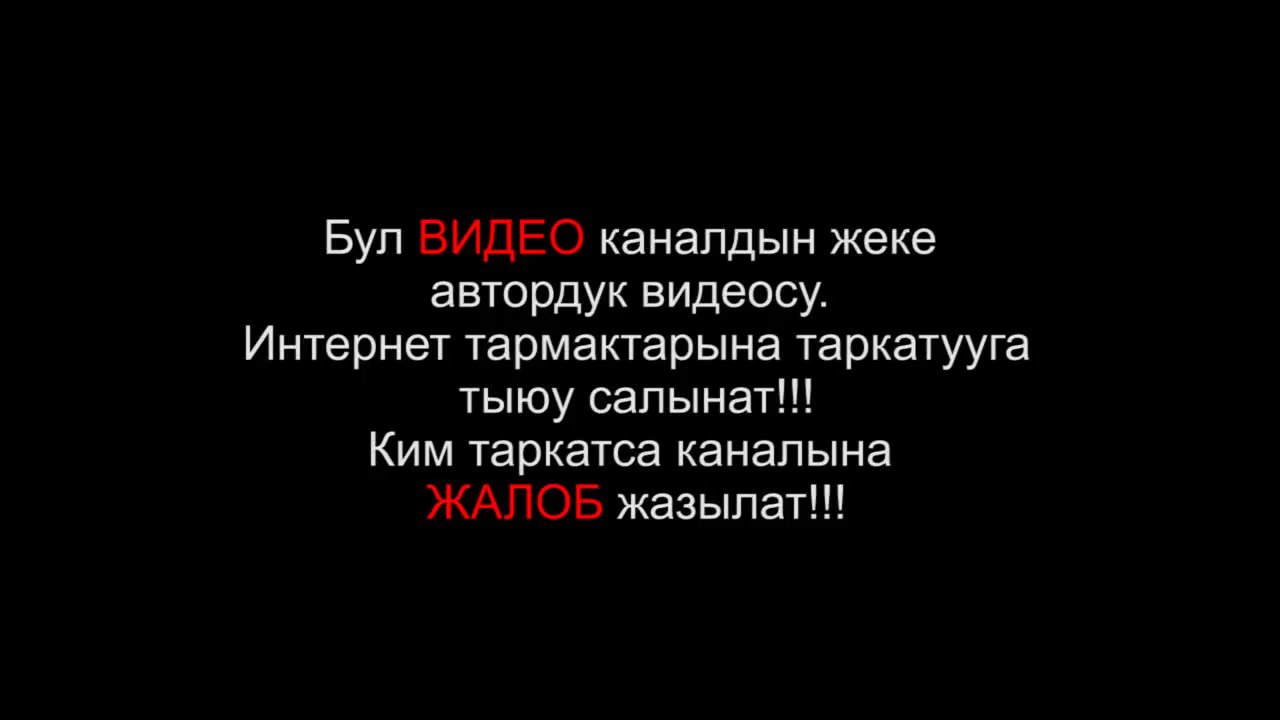 Бул ВИДЕО каналдын жеке
автордук видеосу.
Интернет тармактарына таркатууга
тыюу салынат!!!
Ким таркатса каналына
ЖАЛОБ жазылат!!!